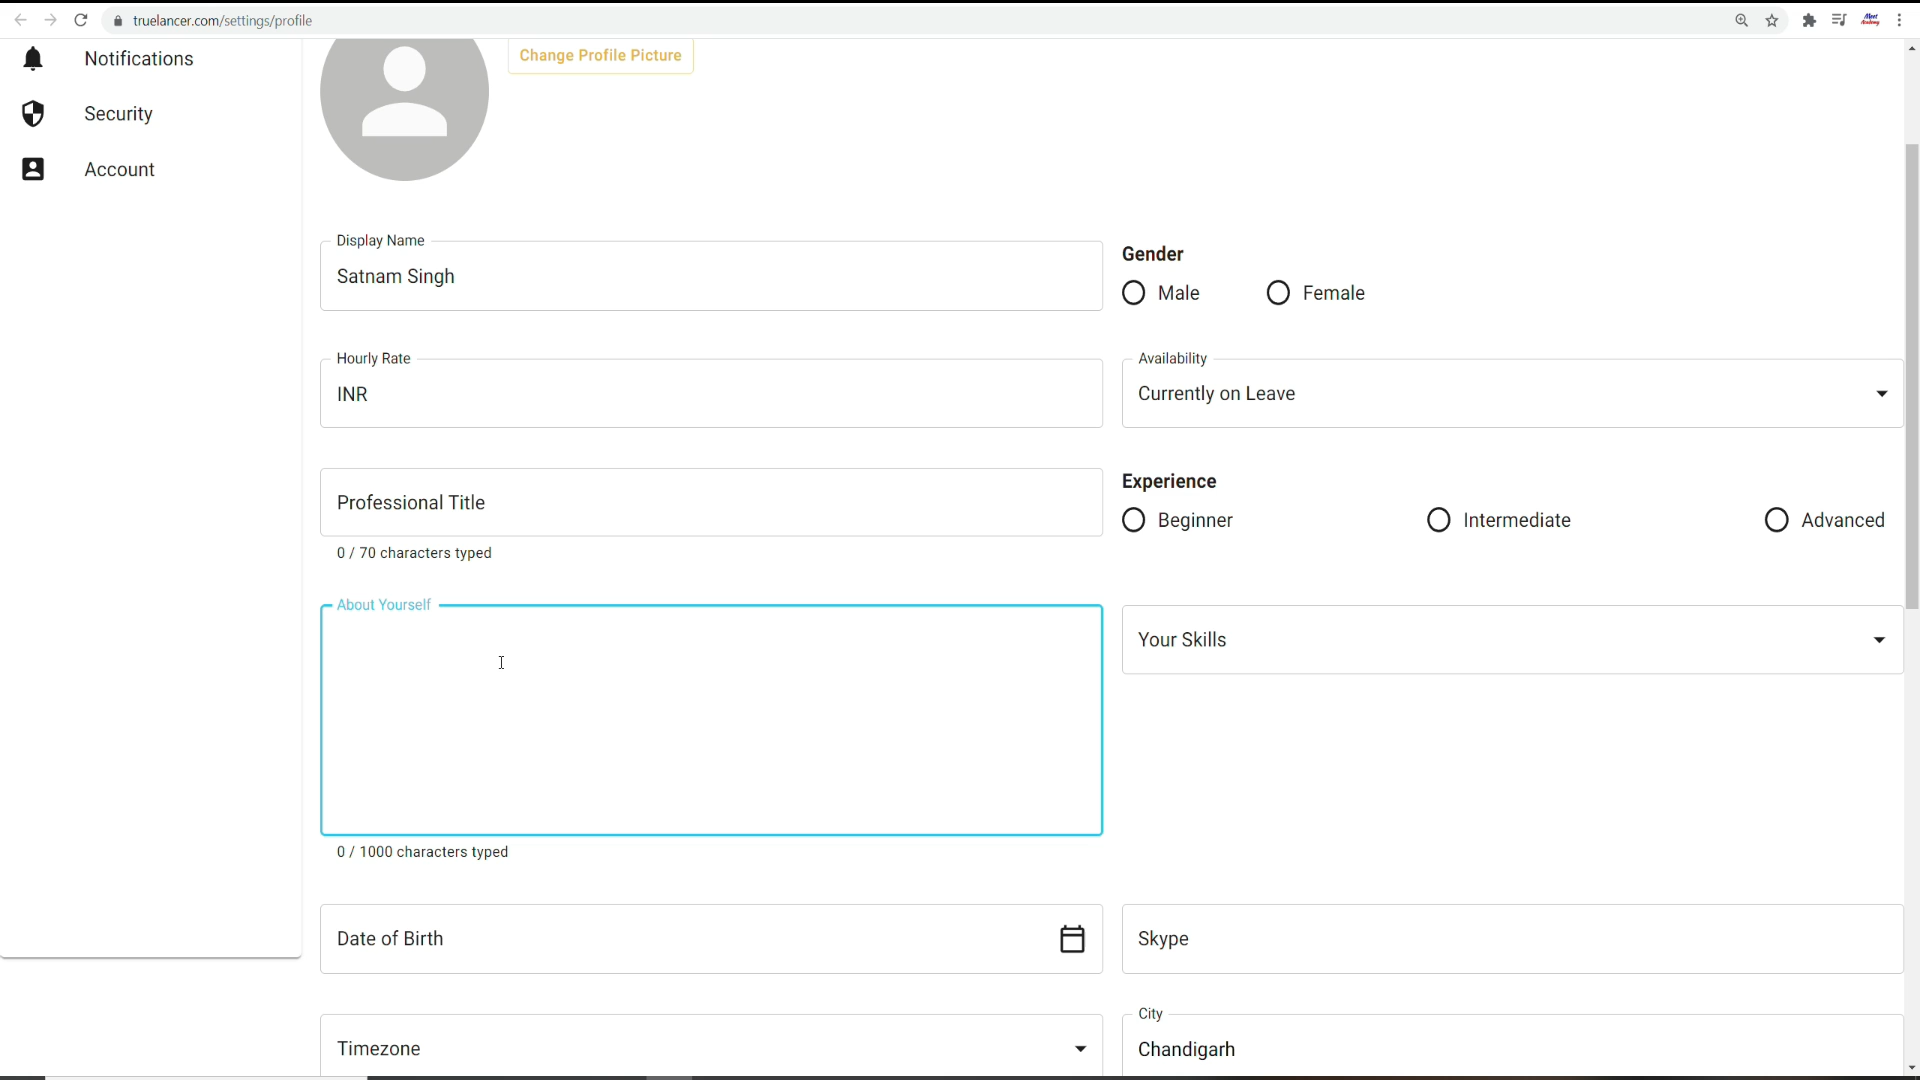 truelancer.com/settings/profile
Notifications
Change Profile Picture
Security
Account
Display Name
Satnam Singh
Gender
Male
Female
Hourly Rate
INR
Availability
Currently on Leave
Professional Title
0 / 70 characters typed
Experience
Beginner
Intermediate
Advanced
About Yourself
0 / 1000 characters typed
Your Skills
Date of Birth
Skype
Timezone
City
Chandigarh